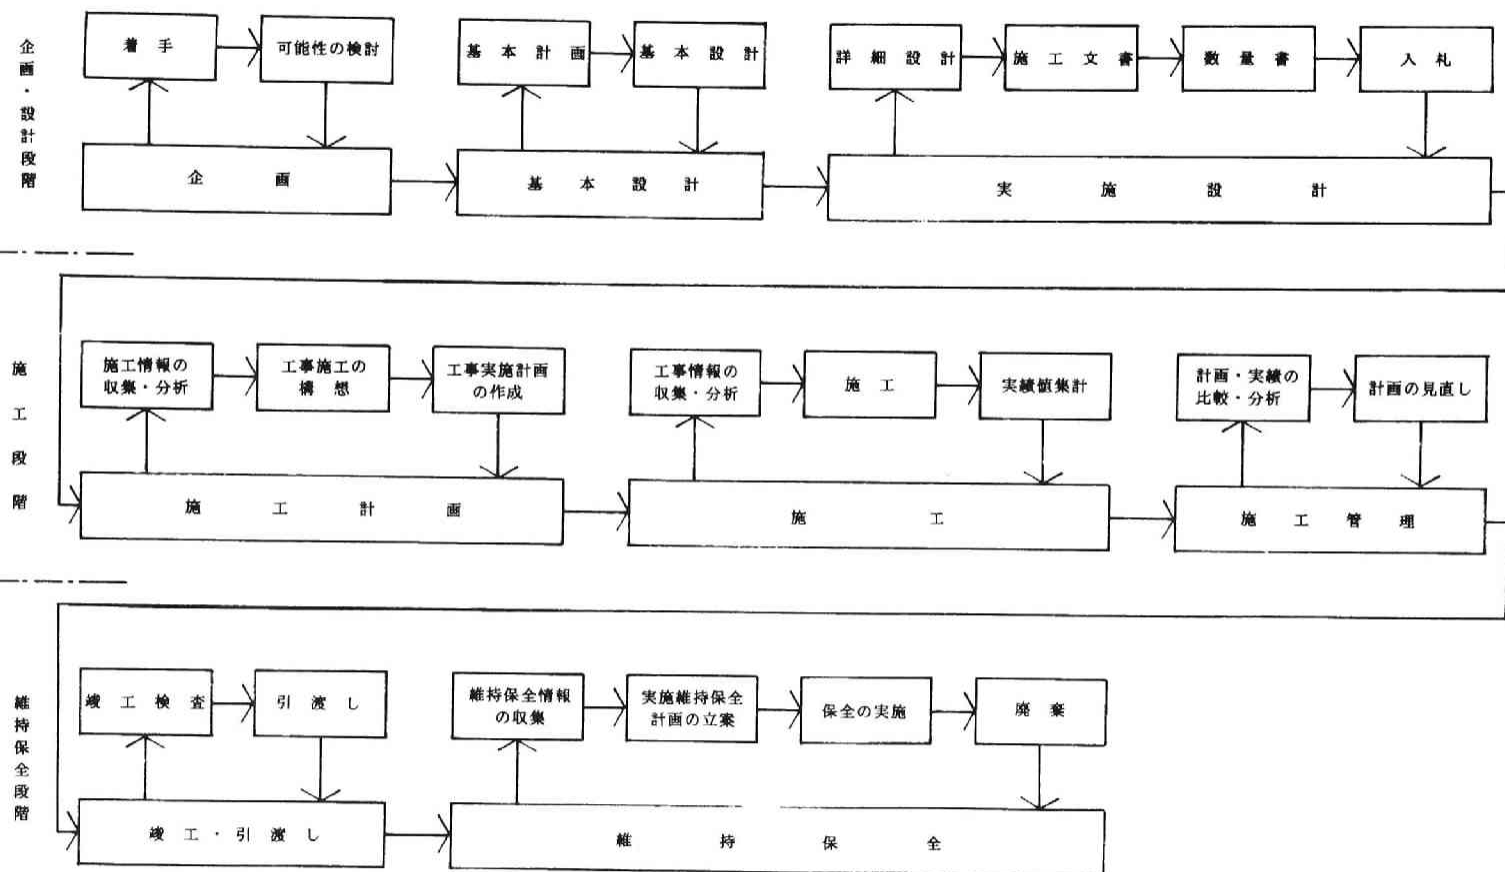 企画・設計段階
着手
可能性の検討
基本計画
基本設計
詳細設計
施工文書
数量書
入札
企画
基本設計
実施設計
施工段階
施工情報の
収集・分析
工事施工の
構想
工事実施計画
の作成
工事情報の
収集・分析
施工
実績値集計
計画・実績の
比較・分析
計画の見直し
施工計画
施工
施工管理
維持保全段階
竣工検査
引渡し
維持保全情報
の収集
実施維持保全
計画の立案
保全の実施
廃棄
竣工・引渡し
維持保全